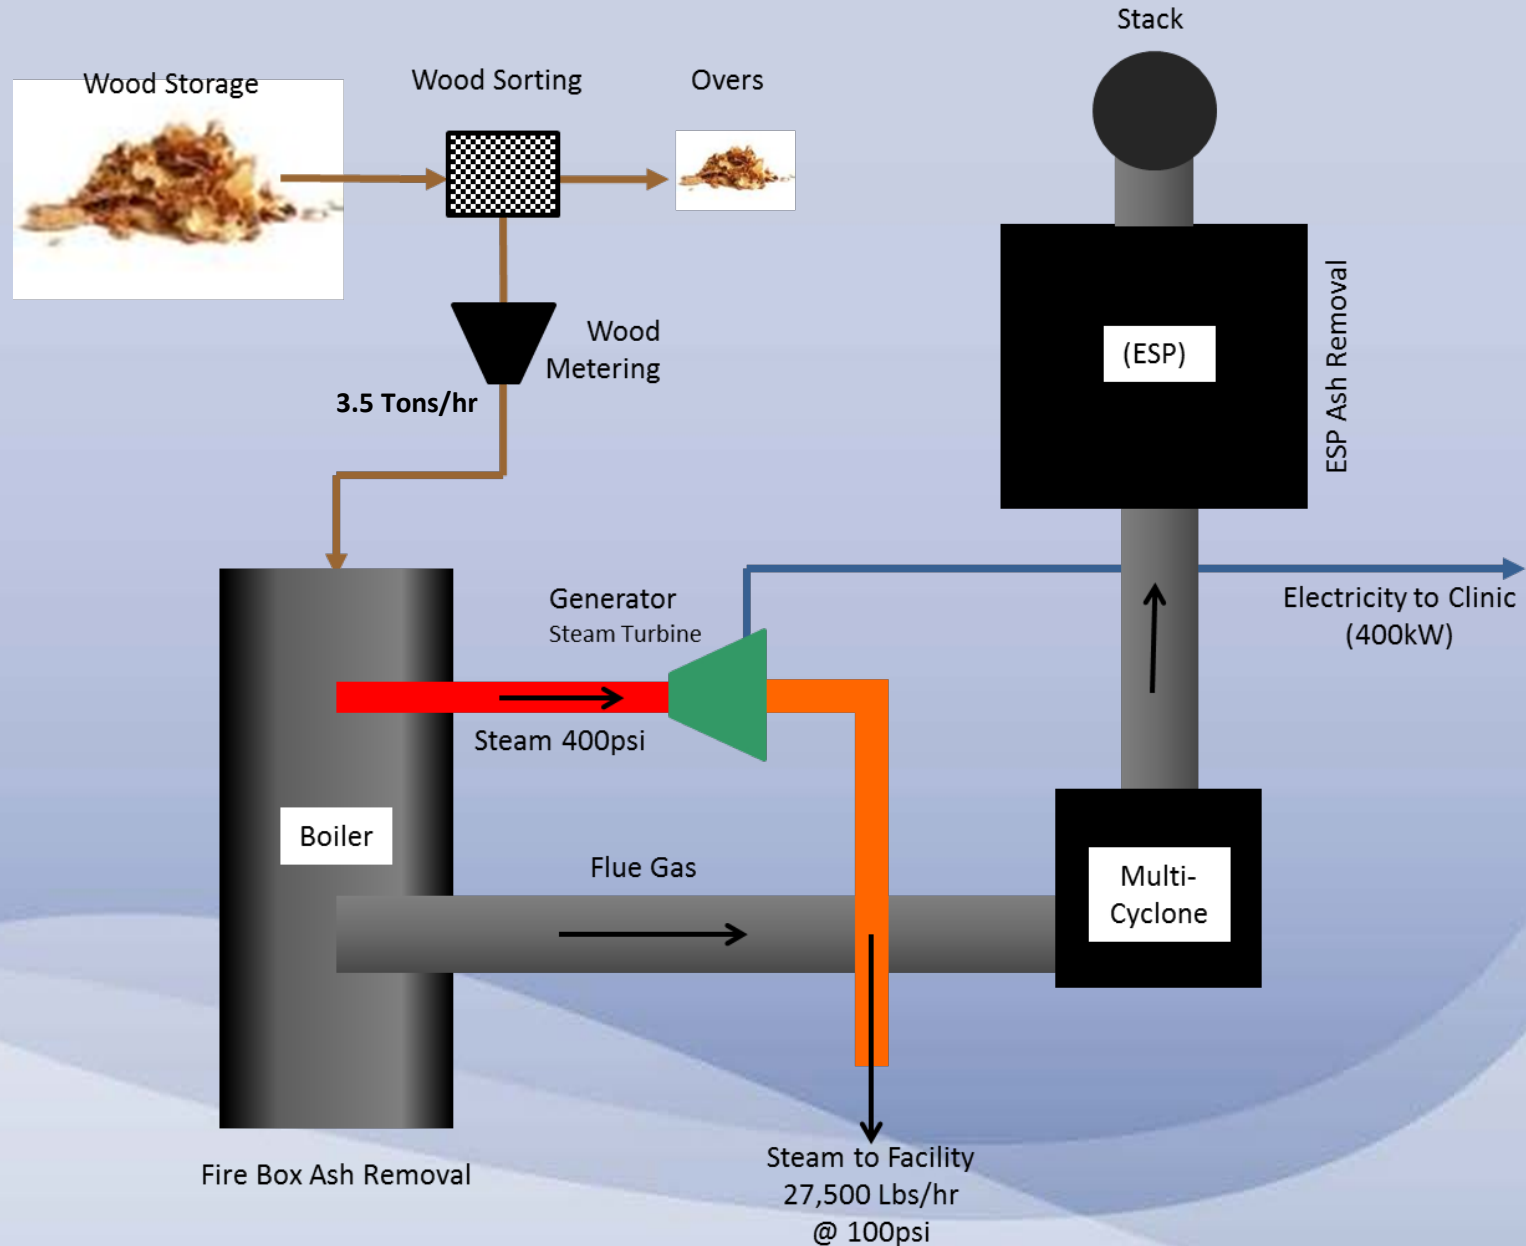 Stack
Wood Storage
Wood Sorting
Overs
Wood
Metering
3.5 Tons/hr
(ESP)
ESP Ash Removal
Generator
Steam Turbine
Electricity to Clinic
(400kW)
Steam 400psi
Boiler
Flue Gas
Multi-
Cyclone
Fire Box Ash Removal
Steam to Facility
27,500 Lbs/hr
@ 100psi